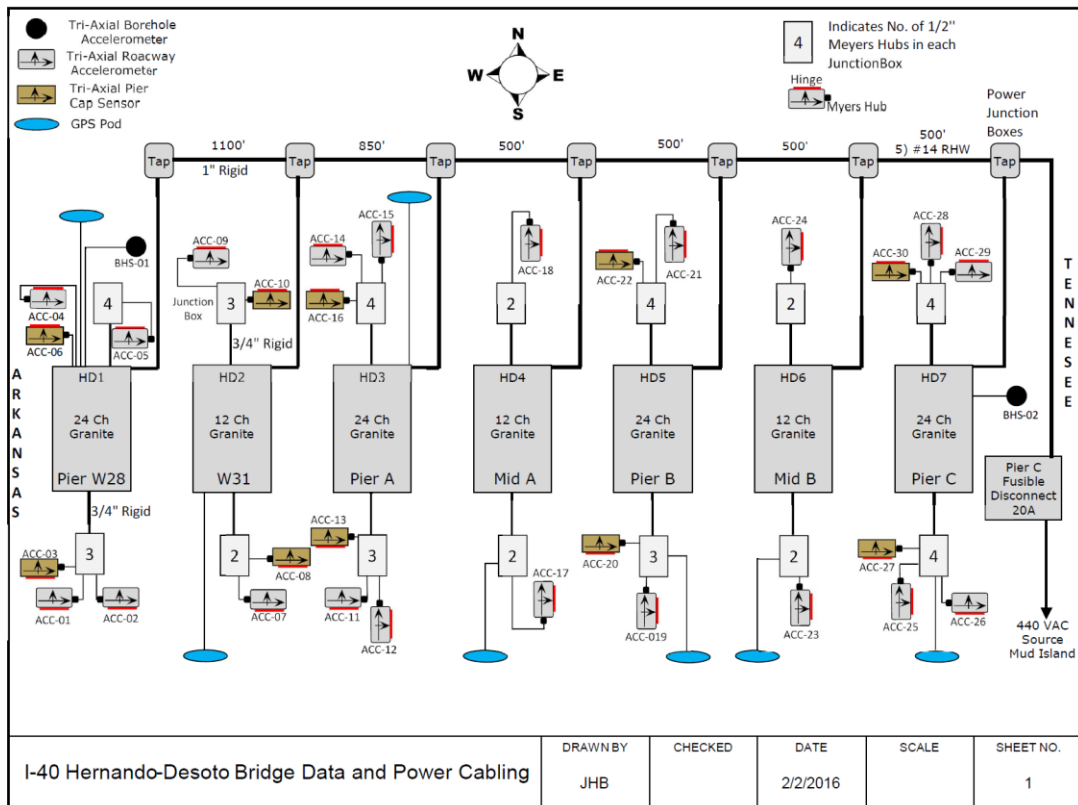 Tri-Axial Borehole
Accelerometer
Tri-Axial Roacway
Accelerometer
Tri-Axial Pier
Cap Sensor
GPS Pod
N
W
E
S
4
Indicates No. of 1/2"
Meyers Hubs in each
JunctionBox
Hinge
Myers Hub
Power
Junction
Boxes
Tap
1100'
1" Rigid
Tap
850'
Tap
500'
Tap
500'
Tap
500'
Tap
500'
5) #14 RHW
Tap
BHS-01
ACC-04
ACC-06
4
ACC-05
ACC-09
Junction
Box
3
ACC-10
3/4" Rigid
ACC-14
ACC-15
ACC-16
4
ACC-18
2
ACC-22
ACC-21
4
ACC-24
2
ACC-28
ACC-30
ACC-29
4
ARKANSAS
TENNESEE
HD1
24 Ch
Granite
Pier W28
HD2
12 Ch
Granite
W31
HD3
24 Ch
Granite
Pier A
HD4
12 Ch
Granite
Mid A
HD5
24 Ch
Granite
Pier B
HD6
12 Ch
Granite
Mid B
HD7
24 Ch
Granite
Pier C
BHS-02
Pier C
Fusible
Disconnect
20A
440 VAC
Source
Mud Island
3/4" Rigid
ACC-03
3
ACC-01
ACC-02
2
ACC-08
ACC-07
ACC-13
3
ACC-11
ACC-12
2
ACC-17
ACC-20
3
ACC-019
2
ACC-23
ACC-27
4
ACC-25
ACC-26
I-40 Hernando-Desoto Bridge Data and Power Cabling
DRAWN BY
JHB
CHECKED
DATE
2/2/2016
SCALE
SHEET NO.
1